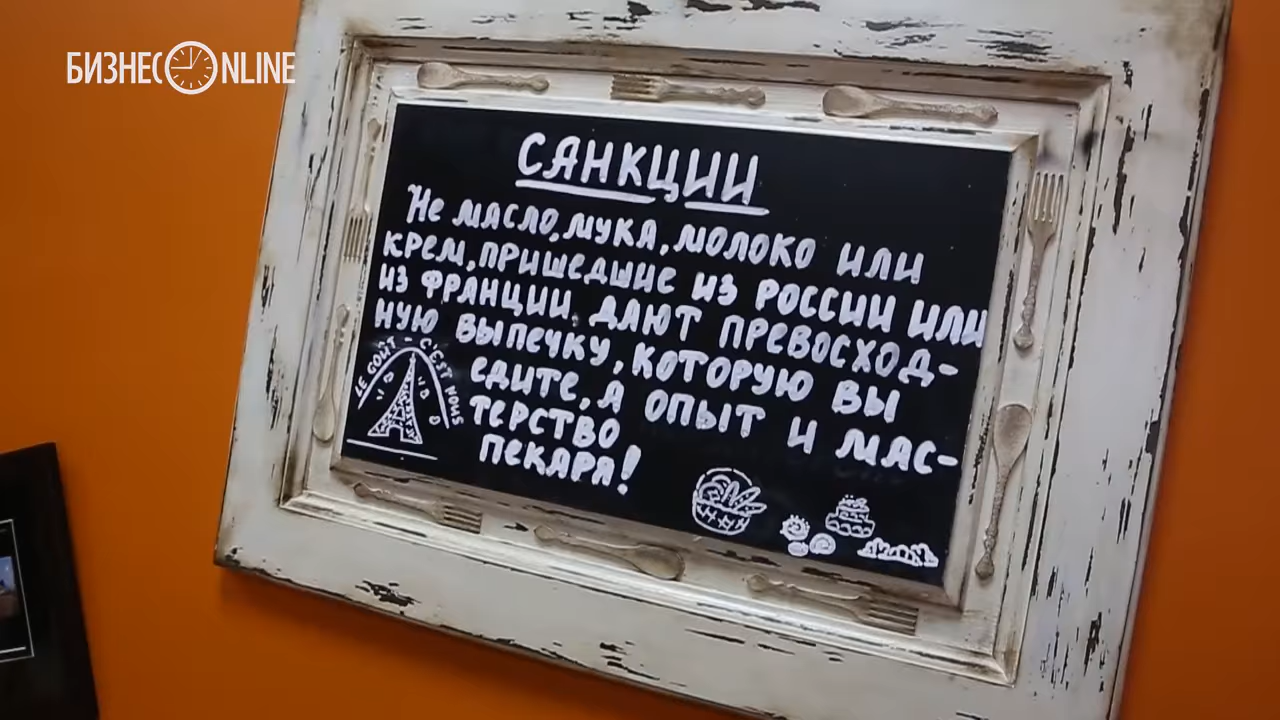 БИЗНЕС ONLINE
САНКЦИИ
Не МАСЛО, МУКА, МОЛОКО ИЛИ
КРЕМ, ПРИШЕДШИЕ ИЗ РОССИИ ИЛИ
ИЗ ФРАНЦИИ, ДАЮТ ПРЕВОСХОД-
НУЮ ВЫПЕЧКУ, КОТОРУЮ ВЫ
ЕДИТЕ, А ОПЫТ И МАС-
ТЕРСТВО
ПЕКАРЯ!
LE GOÛT - C'EST NOUS